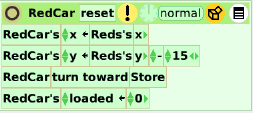 RedCar reset ! normal
RedCar's x ← Reds's x
RedCar's y ← Reds's y - 15
RedCar turn toward Store
RedCar's loaded ← 0